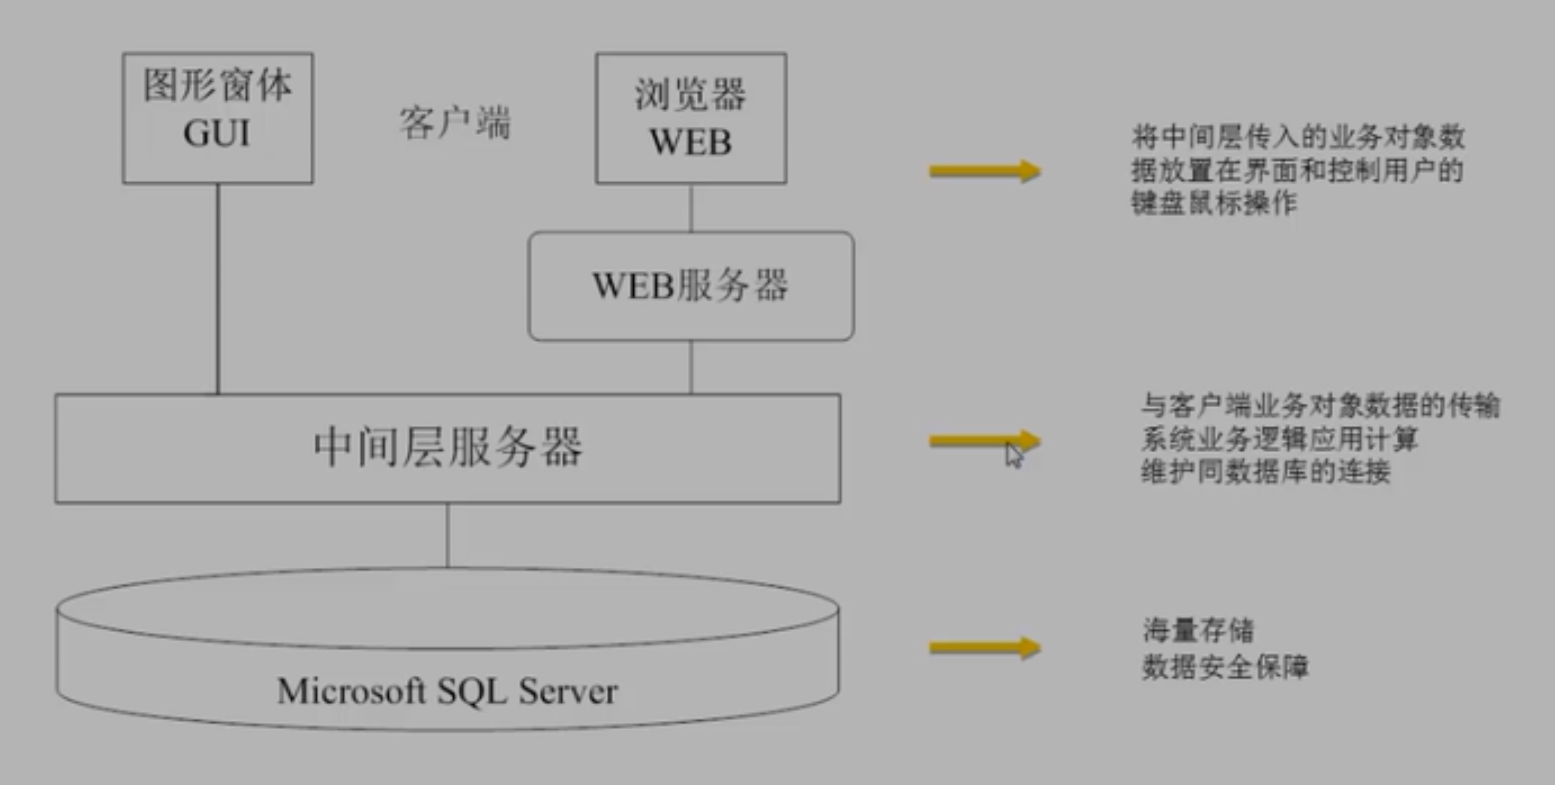 图形窗体
GUI
客户端
浏览器
WEB
将中间层传入的业务对象数
据放置在界面和控制用户的
键盘鼠标操作
WEB服务器
中间层服务器
与客户端业务对象数据的传输
系统业务逻辑应用计算
维护同数据库的连接
Microsoft SQL Server
海量存储
数据安全保障